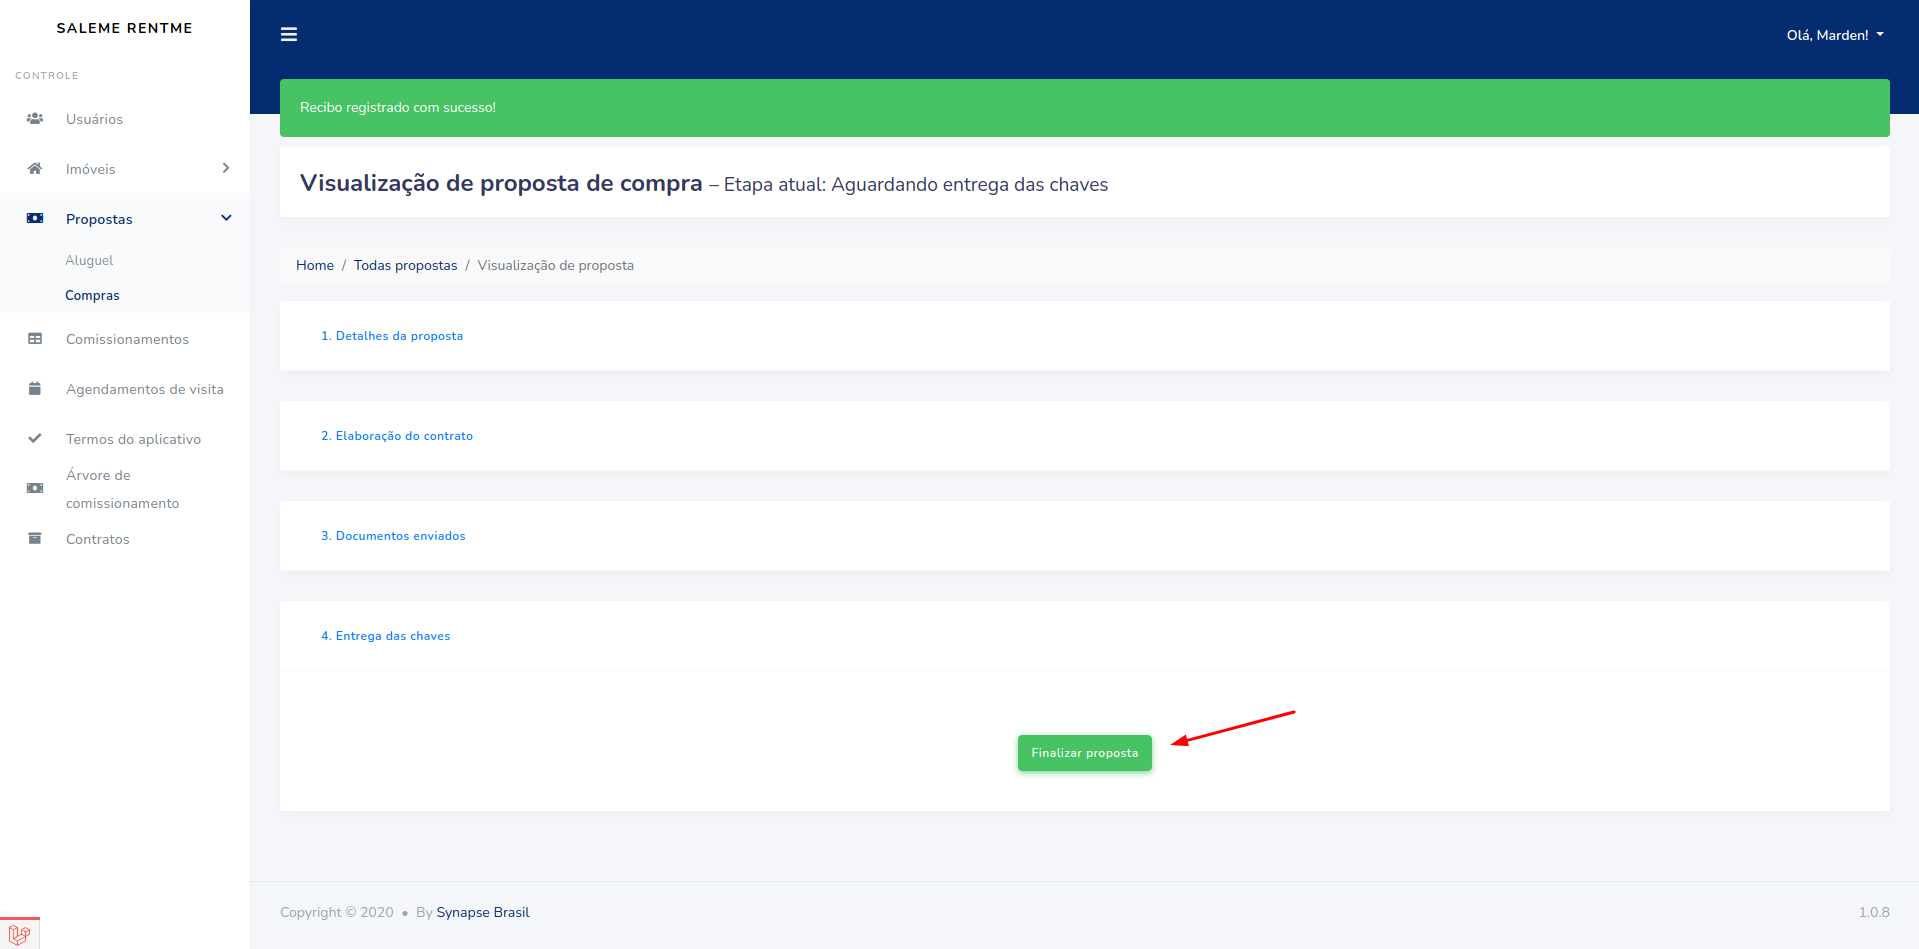 SALEME RENTME
CONTROLE
Usuários
Imóveis
Propostas
Aluguel
Compras
Comissionamentos
Agendamentos de visita
Termos do aplicativo
Árvore de
comissionamento
Contratos
Olá, Marden!
Recibo registrado com sucesso!
Visualização de proposta de compra – Etapa atual: Aguardando entrega das chaves
Home / Todas propostas / Visualização de proposta
1. Detalhes da proposta
2. Elaboração do contrato
3. Documentos enviados
4. Entrega das chaves
Finalizar proposta
Copyright © 2020 • By Synapse Brasil
1.0.8